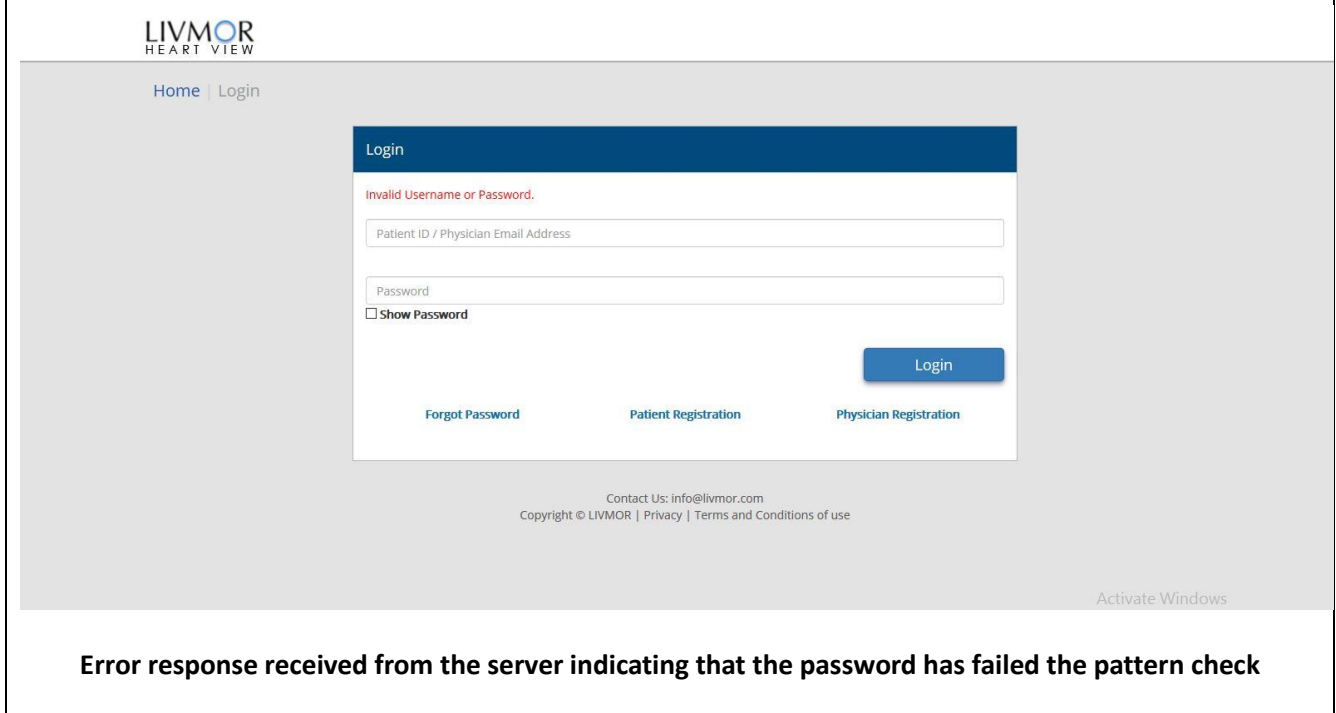 LIVMOR
HEART VIEW
Home | Login
Login
Invalid Username or Password.
Patient ID / Physician Email Address
Password
Show Password
Login
Forgot Password Patient Registration Physician Registration
Contact Us: info@livmor.com
Copyright © LIVMOR | Privacy | Terms and Conditions of use
Activate Windows
Error response received from the server indicating that the password has failed the pattern check